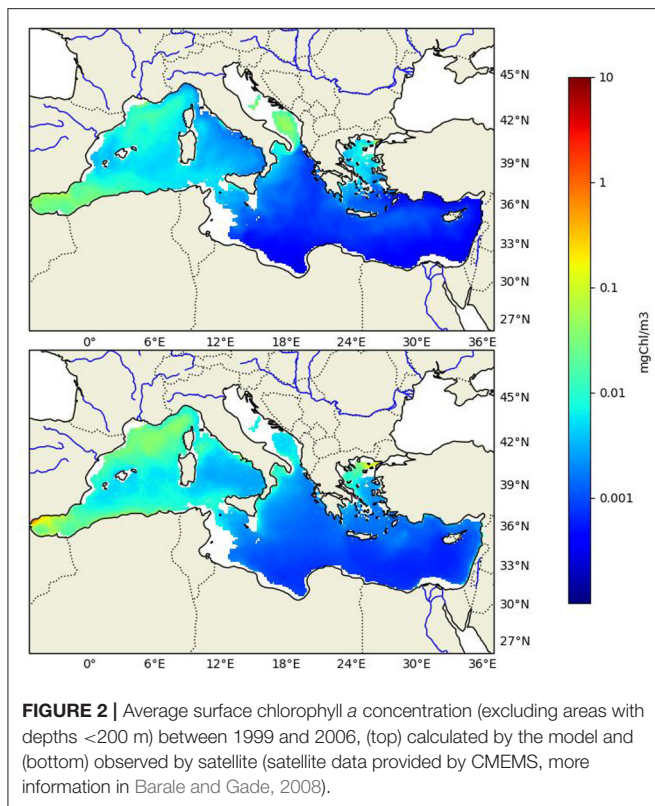 45°N
42°N
39°N
36°N
33°N
30°N
27°N
0°
6°E
12°E
18°E
24°E
30°E
36°E
45°N
42°N
39°N
36°N
33°N
30°N
27°N
0°
6°E
12°E
18°E
24°E
30°E
36°E
10
1
0.1
0.01
0.001
mgChl/m3
FIGURE 2 | Average surface chlorophyll a concentration (excluding areas with
depths <200 m) between 1999 and 2006, (top) calculated by the model and
(bottom) observed by satellite (satellite data provided by CMEMS, more
information in Barale and Gade, 2008).